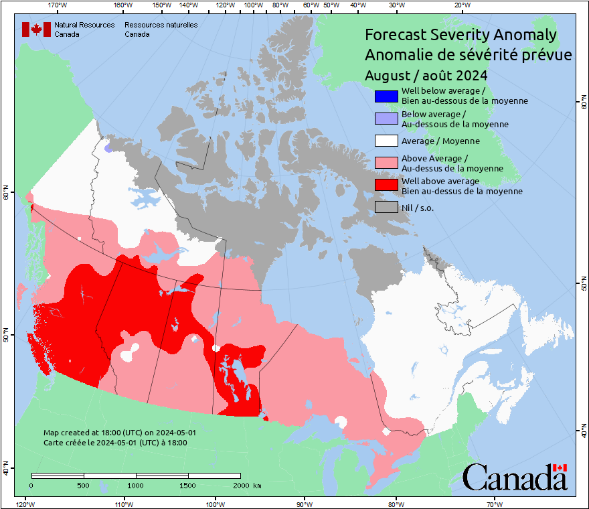 170°W 160°W 150°W 140°W 130°W 120°W 110°W 100°W 90°W 80°W 70°W 60°W 50°W 40°W 30°W 20°W
Natural Resources Ressources naturelles
Canada Canada
Forecast Severity Anomaly
Anomalie de sévérité prévue
August / août 2024
Well below average /
Bien au-dessous de la moyenne
Below average /
Au-dessous de la moyenne
Average / Moyenne
Above Average /
Au-dessus de la moyenne
Well above average
Bien au-dessus de la moyenne
Nil / s.o.
60°N
50°N
40°N
60°N
50°N
40°N
Map created at 18:00 (UTC) on 2024-05-01
Carte créée le 2024-05-01 (UTC) à 18:00
0 500 1000 1500 2000 km
Canada
120°W 110°W 100°W 90°W 80°W 70°W